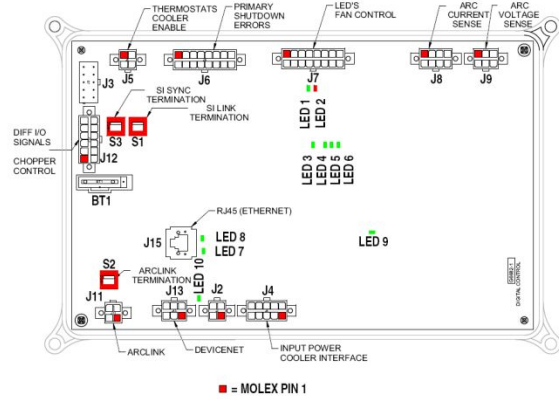 THERMOSTATS
COOLER
ENABLE
PRIMARY
SHUTDOWN
ERRORS
LED'S
FAN CONTROL
ARC
CURRENT
SENSE
ARC
VOLTAGE
SENSE
J5
J6
J7
J8
J9
J3
SI SYNC
TERMINATION
SI LINK
TERMINATION
S3
S1
LED 1
LED 2
DIFF I/O
SIGNALS
CHOPPER
CONTROL
J12
LED 3
LED 4
LED 5
LED 6
BT1
RJ45 (ETHERNET)
J15
LED 8
LED 7
LED 9
S2
ARCLINK
TERMINATION
LED 10
J11
J13
J2
J4
DIGITAL CONTROL
ARCLINK
DEVICENET
INPUT POWER
COOLER INTERFACE
= MOLEX PIN 1